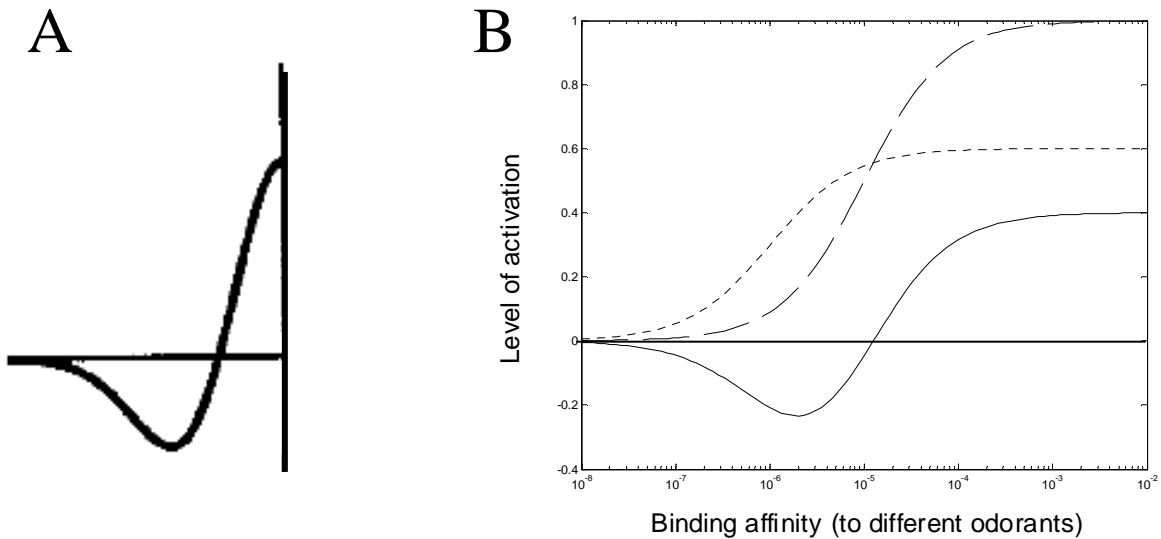 A
B
1
0.8
0.6
0.4
0.2
0
-0.2
-0.4
Level of activation
10^-8 10^-7 10^-6 10^-5 10^-4 10^-3 10^-2
Binding affinity (to different odorants)